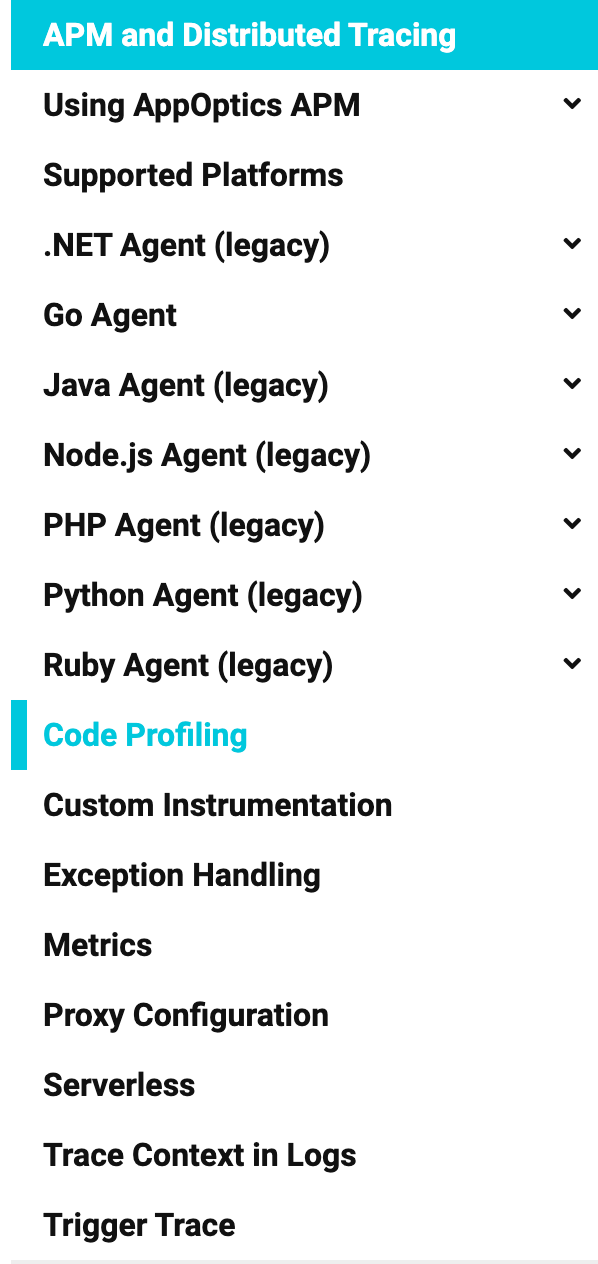 APM and Distributed Tracing
Using AppOptics APM
Supported Platforms
.NET Agent (legacy)
Go Agent
Java Agent (legacy)
Node.js Agent (legacy)
PHP Agent (legacy)
Python Agent (legacy)
Ruby Agent (legacy)
Code Profiling
Custom Instrumentation
Exception Handling
Metrics
Proxy Configuration
Serverless
Trace Context in Logs
Trigger Trace